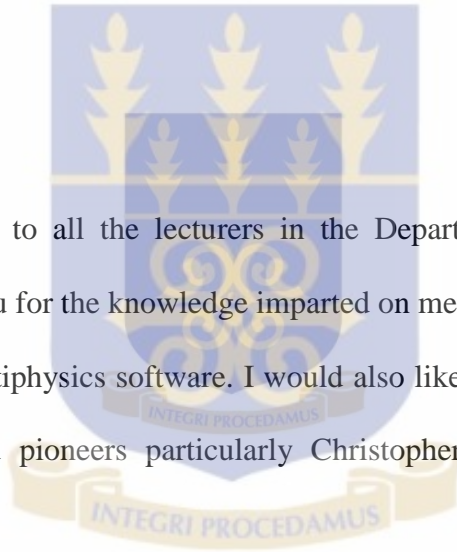 to all the lecturers in the Depart
for the knowledge imparted on me
tiphysics software. I would also like
pioneers particularly Christopher
INTEGRI PROCEDAMUS
INTEGRI PROCEDAMUS